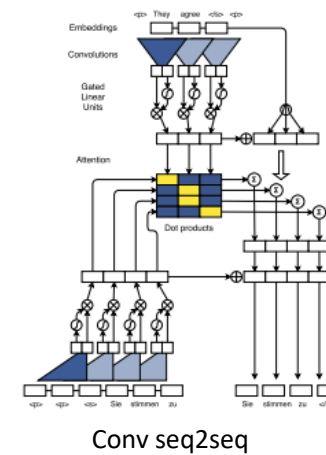 <p> They agree </s> <p>
Embeddings
Convolutions
Gated
Linear
Units
Attention
Σ
Σ
Σ
Σ
Dot products
<p> <p> <s> Sie stimmen zu
Sie stimmen zu
Conv seq2seq